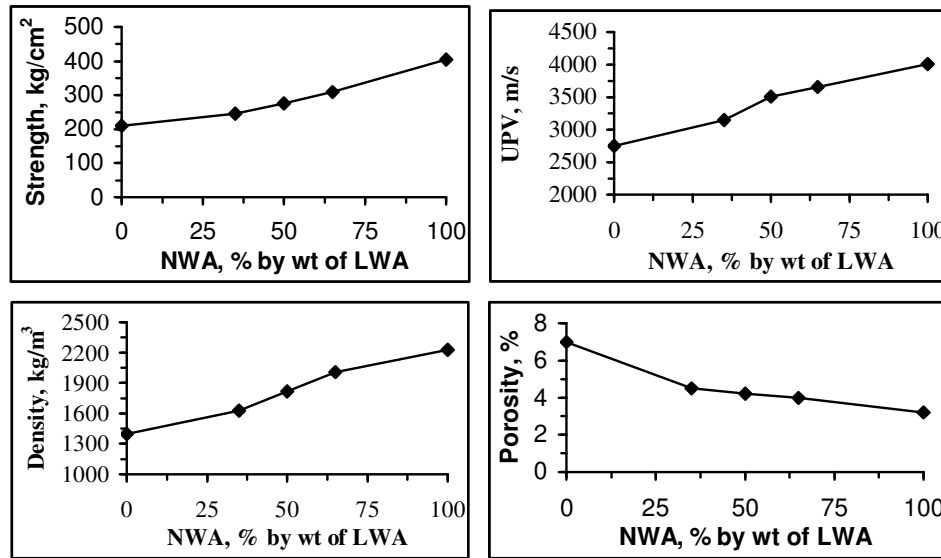 Strength, kg/cm²
500
400
300
200
100
0
0 25 50 75 100
NWA, % by wt of LWA
UPV, m/s
4500
4000
3500
3000
2500
2000
0 25 50 75 100
NWA, % by wt of LWA
Density, kg/m³
2500
2200
1900
1600
1300
1000
0 25 50 75 100
NWA, % by wt of LWA
Porosity, %
8
6
4
2
0
0 25 50 75 100
NWA, % by wt of LWA